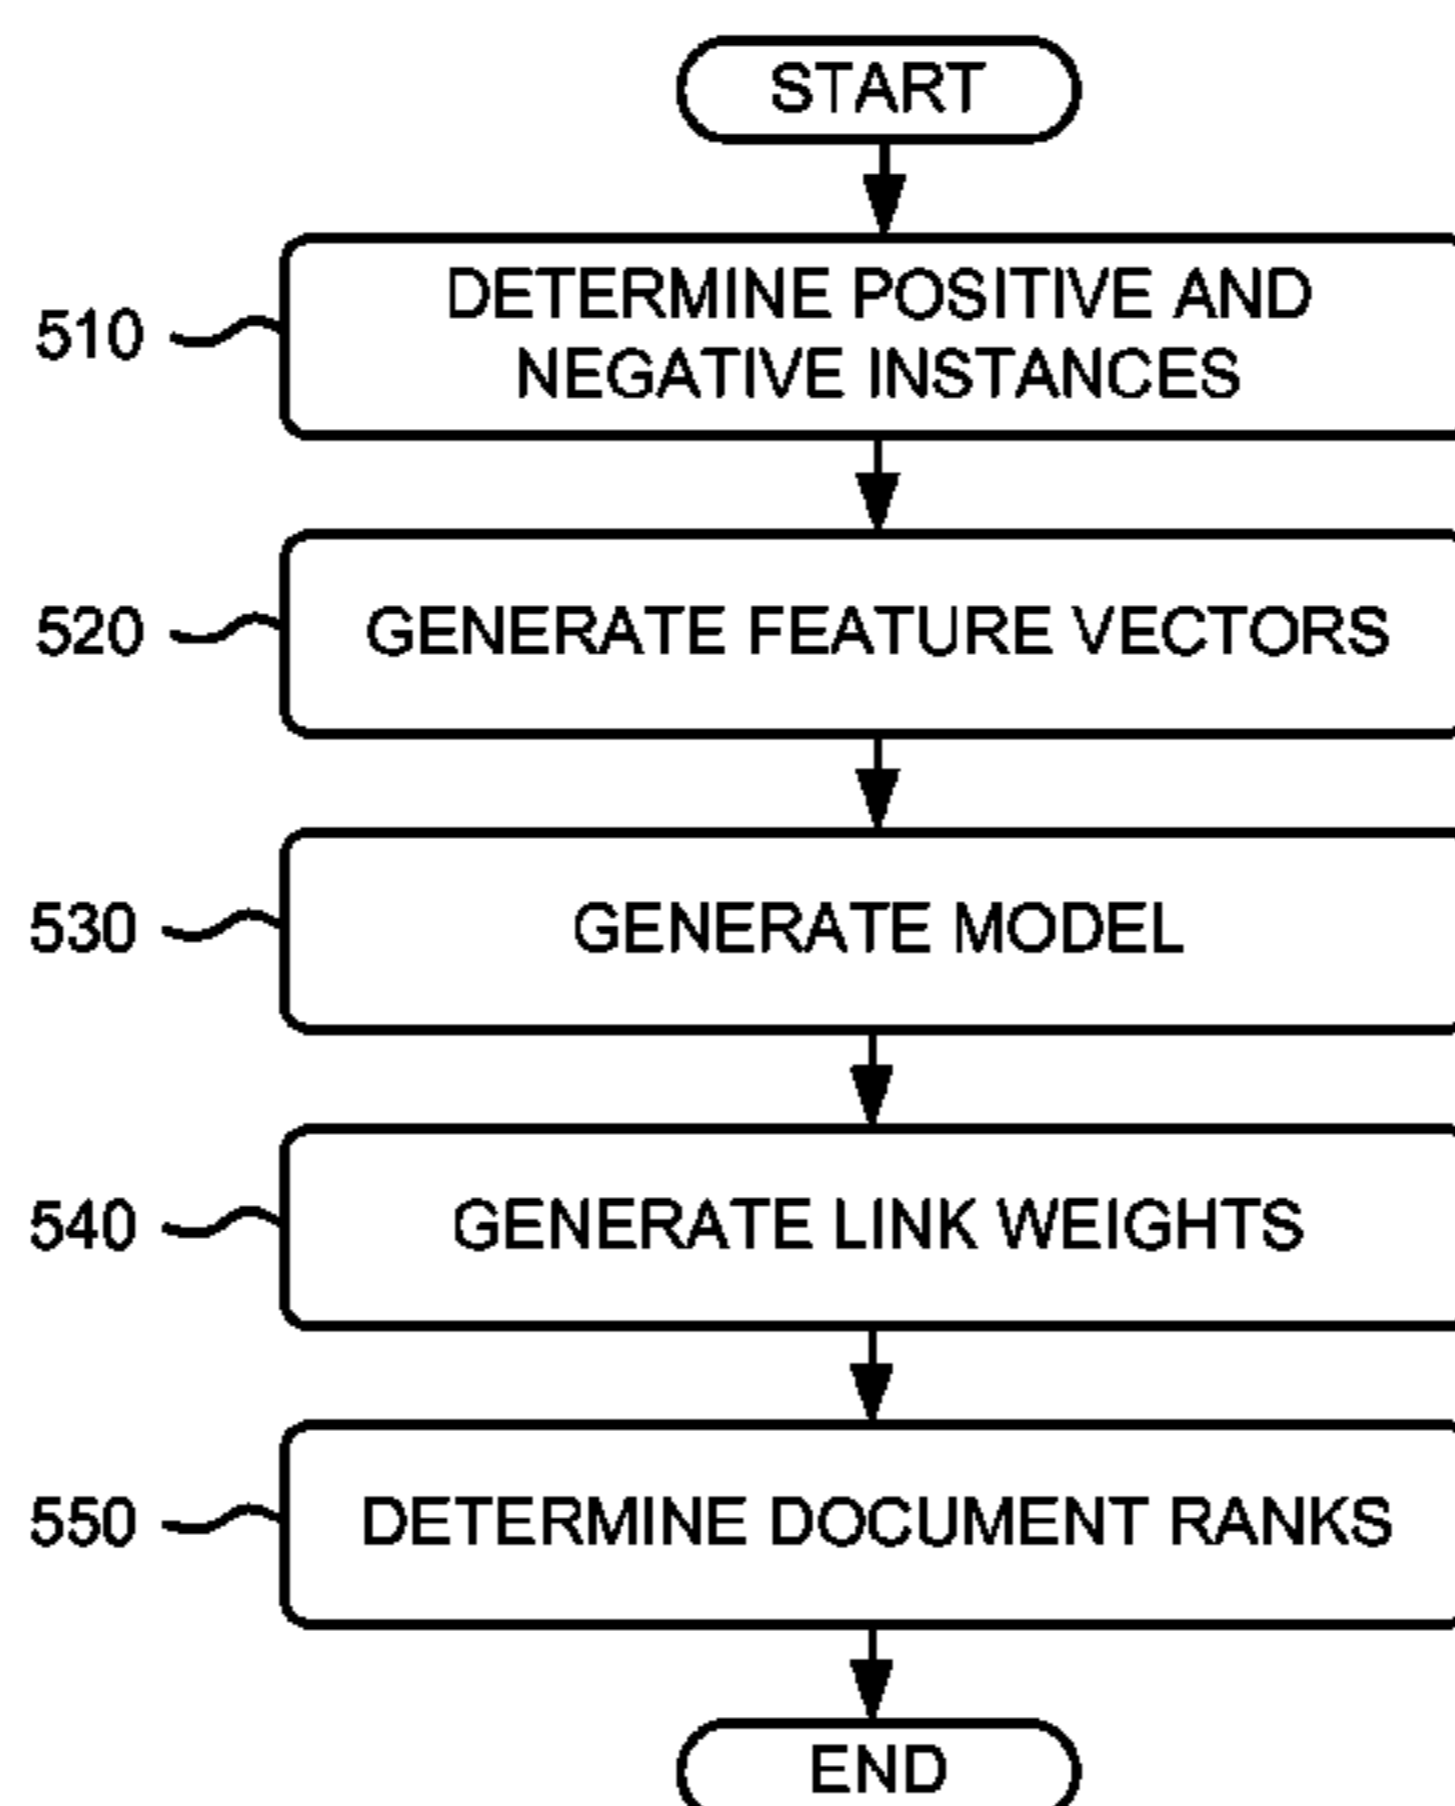 START
510
DETERMINE POSITIVE AND
NEGATIVE INSTANCES
520
GENERATE FEATURE VECTORS
530
GENERATE MODEL
540
GENERATE LINK WEIGHTS
550
DETERMINE DOCUMENT RANKS
END